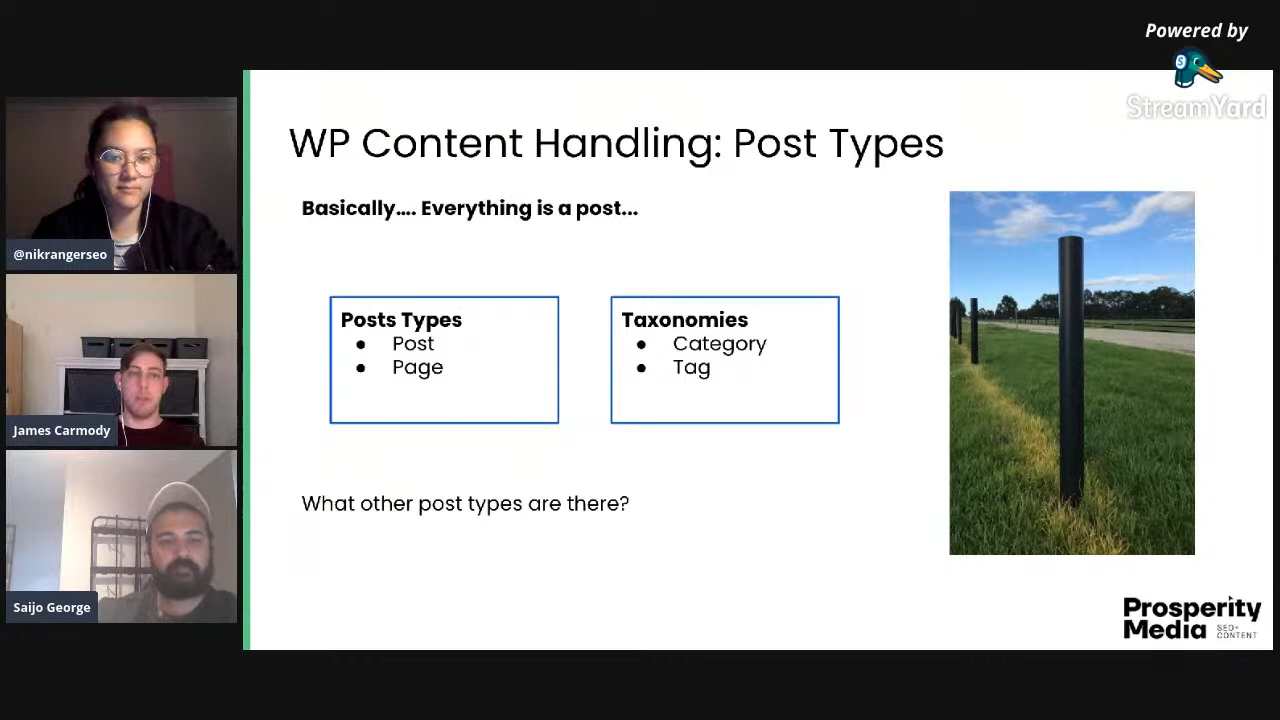 Powered by
StreamYard
WP Content Handling: Post Types
Basically.... Everything is a post...
Posts Types
● Post
● Page
Taxonomies
● Category
● Tag
What other post types are there?
@nikrangerseo
James Carmody
Saijo George
Prosperity
Media SEO+
CONTENT